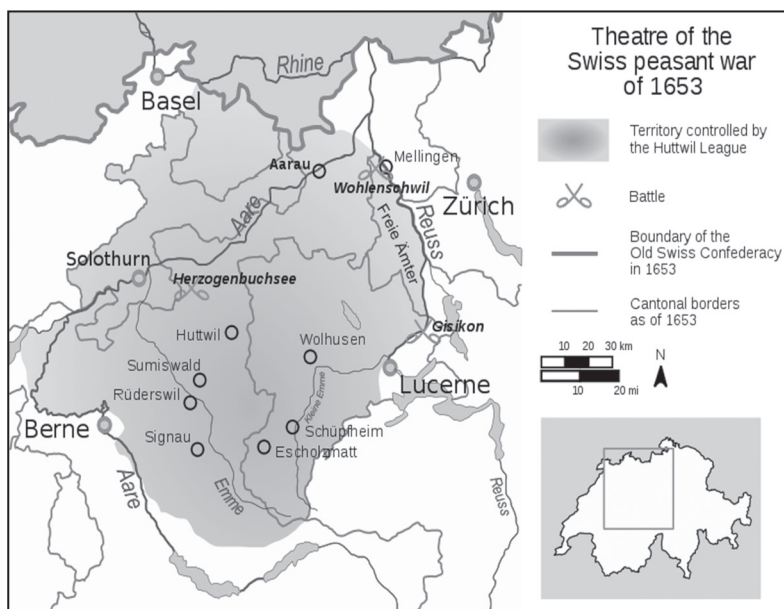 Theatre of the
Swiss peasant war
of 1653
Territory controlled by
the Huttwil League
Battle
Boundary of the
Old Swiss Confederacy
in 1653
Cantonal borders
as of 1653
10 20 30 km
10 20 mi
N
Rhine
Basel
Aarau
Mellingen
Wohlenschwil
Zürich
Aare
Reuss
Freie Ämter
Solothurn
Herzogenbuchsee
Gisikon
Huttwil
Wolhusen
Sumiswald
Lucerne
Rüderswil
Kleine Emme
Berne
Schüpfheim
Signau
Escholzmatt
Aare
Emme
Reuss